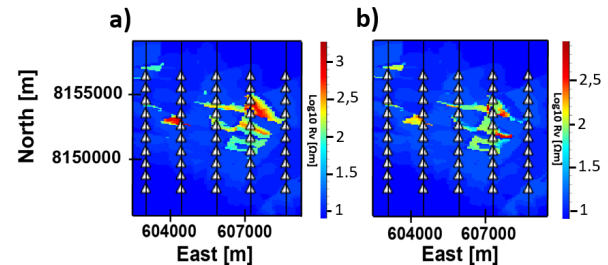 a)
b)
North [m]
8155000
8150000
604000
607000
East [m]
3
2,5
2
1,5
1
Log10 Rv [Ωm]
604000
607000
East [m]
2,5
2
1,5
1
Log10 Rv [Ωm]